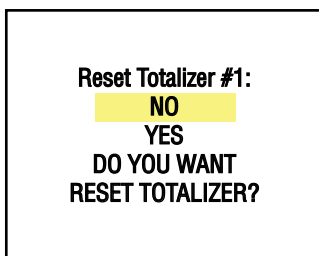 Reset Totalizer #1:
NO
YES
DO YOU WANT
RESET TOTALIZER?